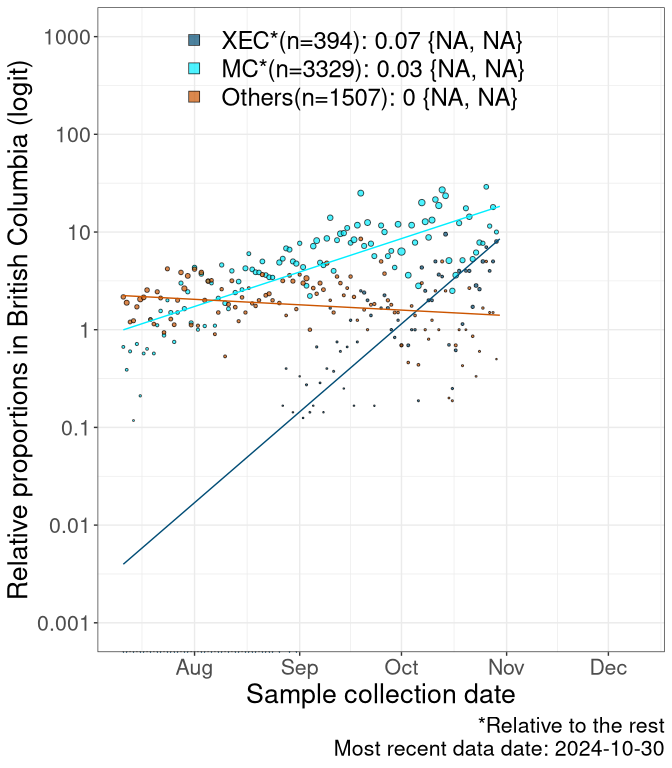 XEC*(n=394): 0.07 {NA, NA}
MC*(n=3329): 0.03 {NA, NA}
Others(n=1507): 0 {NA, NA}
Relative proportions in British Columbia (logit)
1000
100
10
1
0.1
0.01
0.001
Aug Sep Oct Nov Dec
Sample collection date
*Relative to the rest
Most recent data date: 2024-10-30